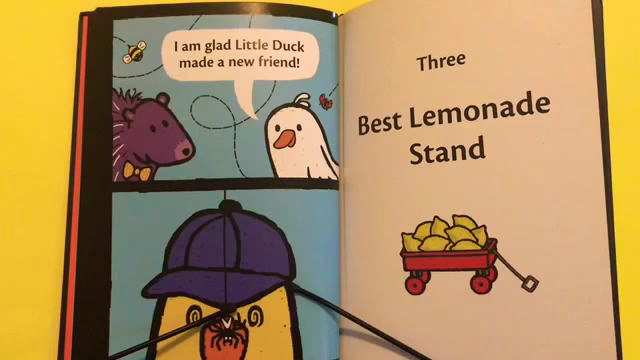 I am glad Little Duck
made a new friend!
Three
Best Lemonade
Stand